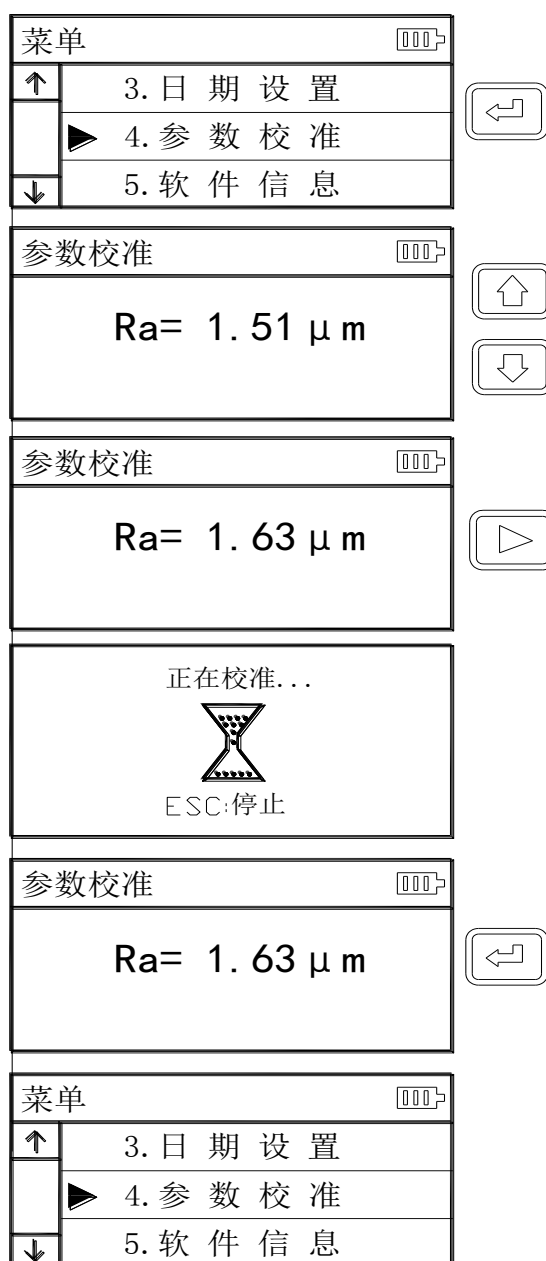 菜单
3.日 期 设 置
4.参 数 校 准
5.软 件 信 息
参数校准
Ra= 1.51 μm
参数校准
Ra= 1.63 μm
正在校准...
ESC:停止
参数校准
Ra= 1.63 μm
菜单
3.日 期 设 置
4.参 数 校 准
5.软 件 信 息